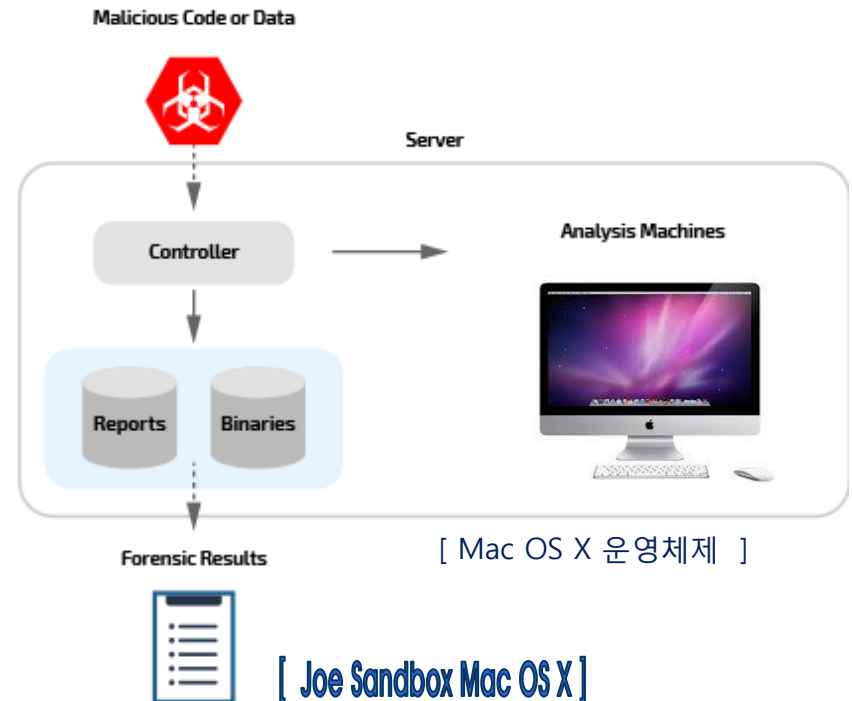 Malicious Code or Data
Server
Controller
Analysis Machines
Reports
Binaries
Forensic Results
[ Mac OS X 운영체제 ]
[ Joe Sandbox Mac OS X ]